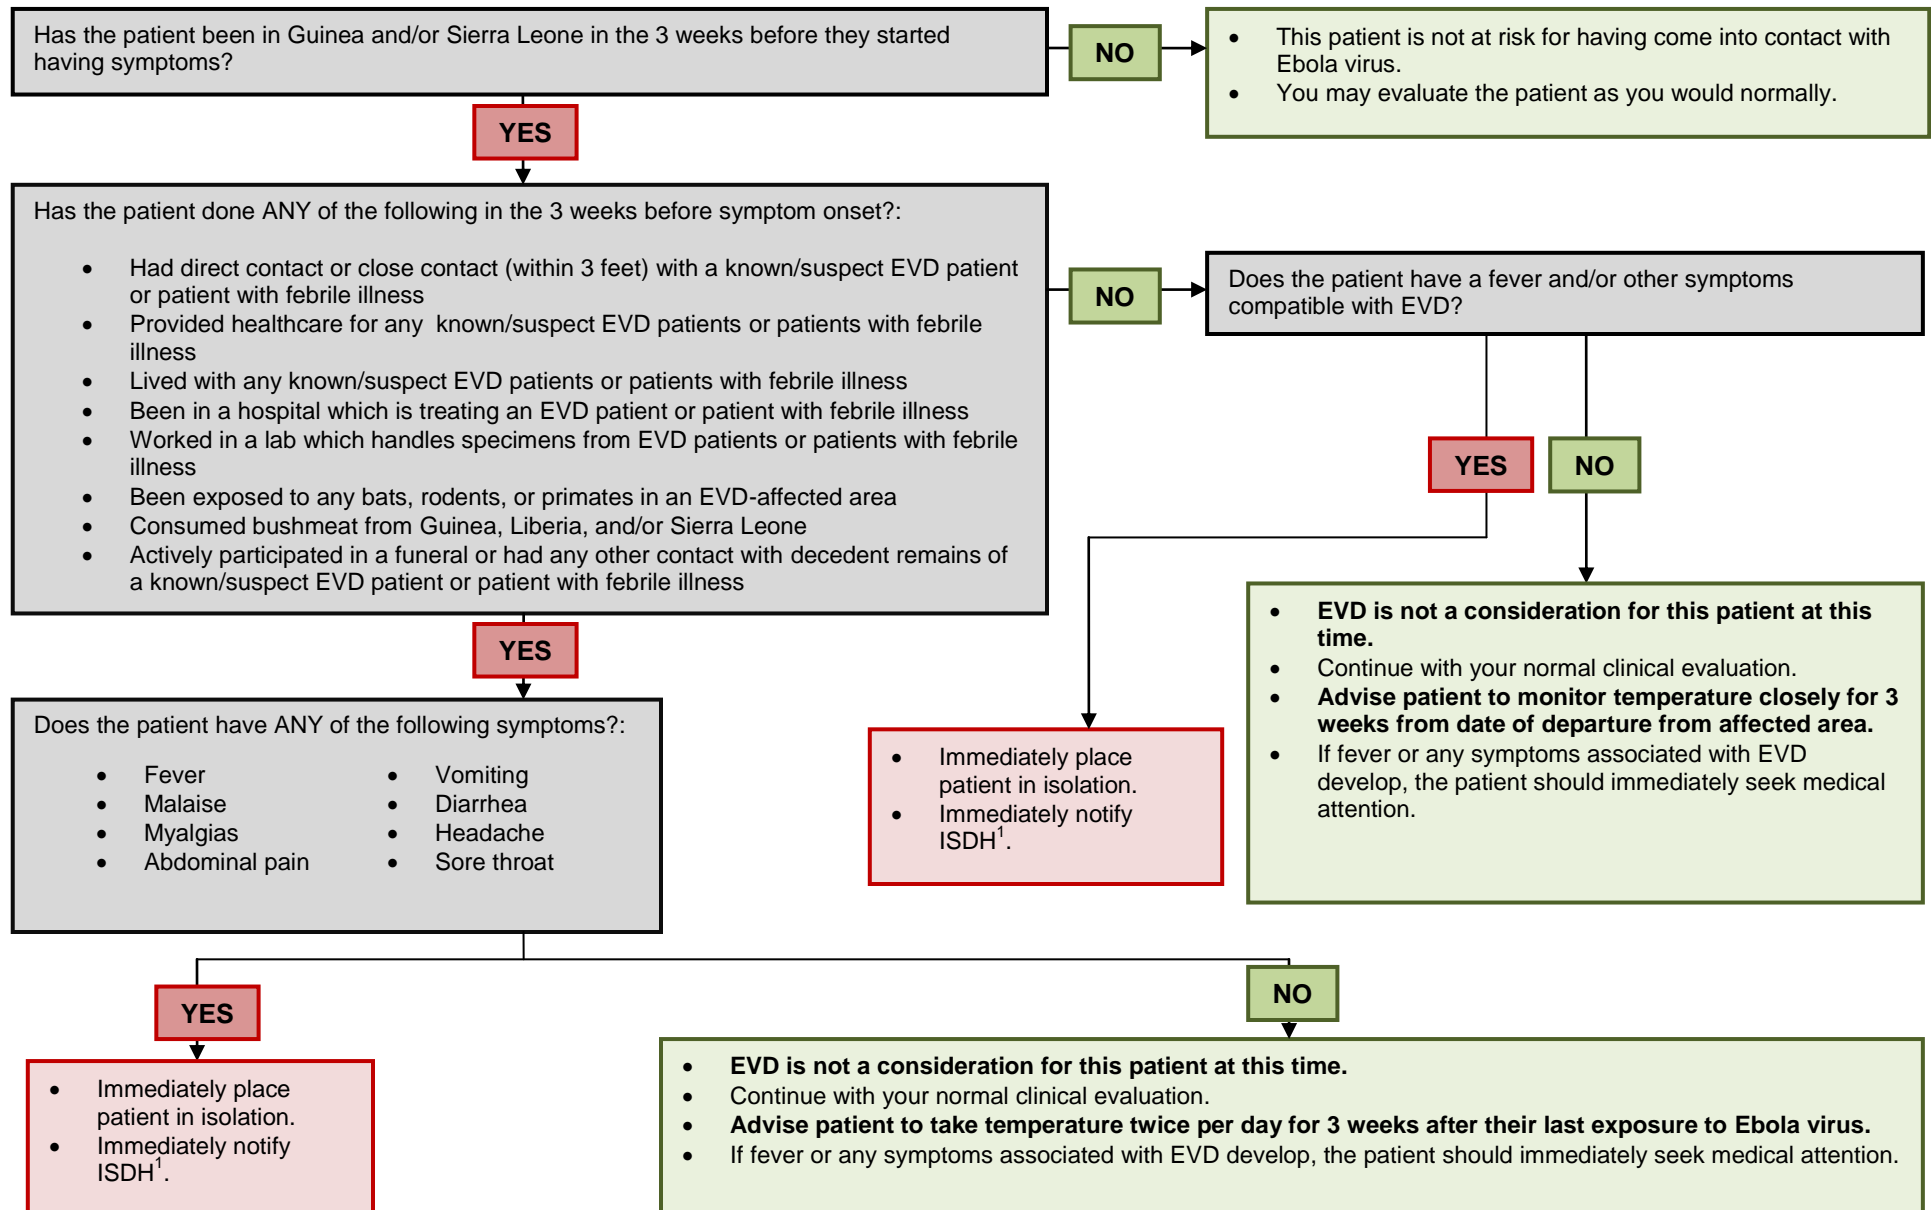 Has the patient been in Guinea and/or Sierra Leone in the 3 weeks before they started
having symptoms?
NO
• This patient is not at risk for having come into contact with
Ebola virus.
• You may evaluate the patient as you would normally.
YES
Has the patient done ANY of the following in the 3 weeks before symptom onset?:
• Had direct contact or close contact (within 3 feet) with a known/suspect EVD patient
or patient with febrile illness
• Provided healthcare for any known/suspect EVD patients or patients with febrile
illness
• Lived with any known/suspect EVD patients or patients with febrile illness
• Been in a hospital which is treating an EVD patient or patient with febrile illness
• Worked in a lab which handles specimens from EVD patients or patients with febrile
illness
• Been exposed to any bats, rodents, or primates in an EVD-affected area
• Consumed bushmeat from Guinea, Liberia, and/or Sierra Leone
• Actively participated in a funeral or had any other contact with decedent remains of
a known/suspect EVD patient or patient with febrile illness
NO
Does the patient have a fever and/or other symptoms
compatible with EVD?
YES
NO
• Immediately place
patient in isolation.
• Immediately notify
ISDH¹.
• EVD is not a consideration for this patient at this
time.
• Continue with your normal clinical evaluation.
• Advise patient to monitor temperature closely for 3
weeks from date of departure from affected area.
• If fever or any symptoms associated with EVD
develop, the patient should immediately seek medical
attention.
YES
Does the patient have ANY of the following symptoms?:
• Fever
• Malaise
• Myalgias
• Abdominal pain
• Vomiting
• Diarrhea
• Headache
• Sore throat
YES
• Immediately place
patient in isolation.
• Immediately notify
ISDH¹.
NO
• EVD is not a consideration for this patient at this time.
• Continue with your normal clinical evaluation.
• Advise patient to take temperature twice per day for 3 weeks after their last exposure to Ebola virus.
• If fever or any symptoms associated with EVD develop, the patient should immediately seek medical attention.